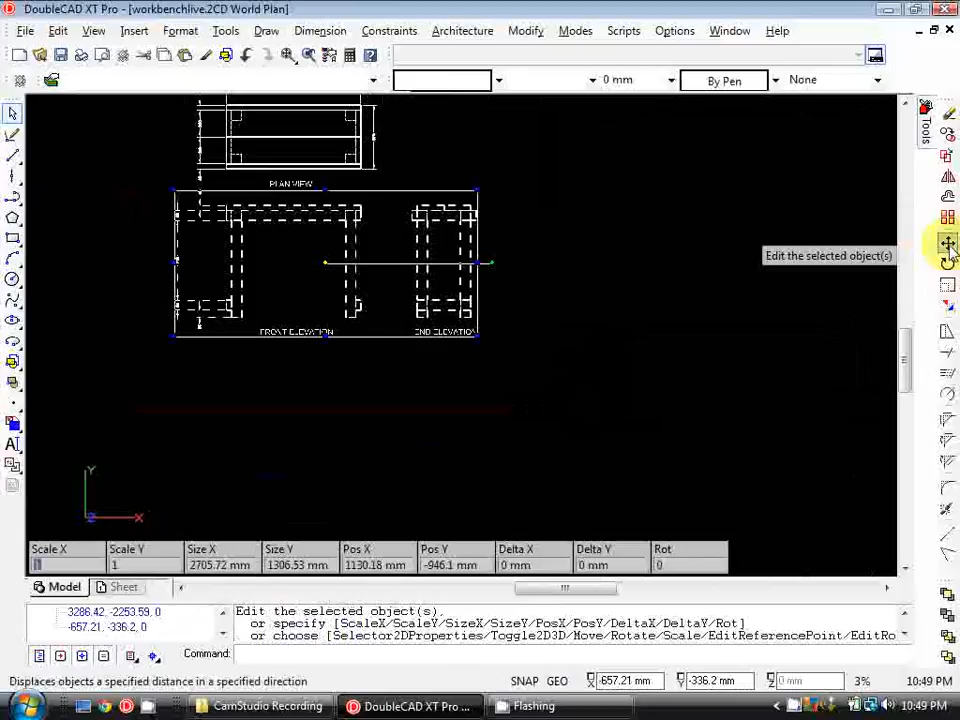 DoubleCAD XT Pro - [workbenchlive.2CD World Plan]
File Edit View Insert Format Tools Draw Dimension Constraints Architecture Modify Modes Scripts Options Window Help
0 mm By Pen None
Tools
PLAN VIEW
Edit the selected object(s)
FRONT ELEVATION END ELEVATION
Y
X
Scale X Scale Y Size X Size Y Pos X Pos Y Delta X Delta Y Rot
1 1 2705.72 mm 1306.53 mm 1130.18 mm -946.1 mm 0 mm 0 mm 0
Model Sheet
3286.42, -2253.59, 0
-657.21, -336.2, 0
Edit the selected object(s),
or specify [ScaleX/ScaleY/SizeX/SizeY/PosX/PosY/DeltaX/DeltaY/Rot]
or choose [Selector2DProperties/Toggle2D3D/Move/Rotate/Scale/EditReferencePoint/EditRo
Command:
Displaces objects a specified distance in a specified direction
SNAP GEO X -657.21 mm Y -336.2 mm Z 0 mm 3% 10:49 PM
CamStudio Recording DoubleCAD XT Pro ... Flashing 10:49 PM